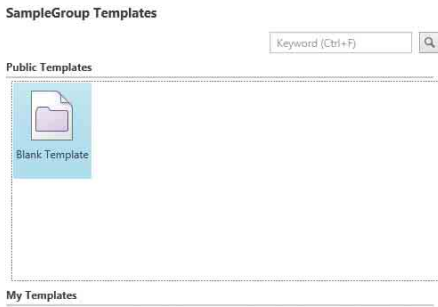 SampleGroup Templates
Keyword (Ctrl+F)
Public Templates
Blank Template
My Templates